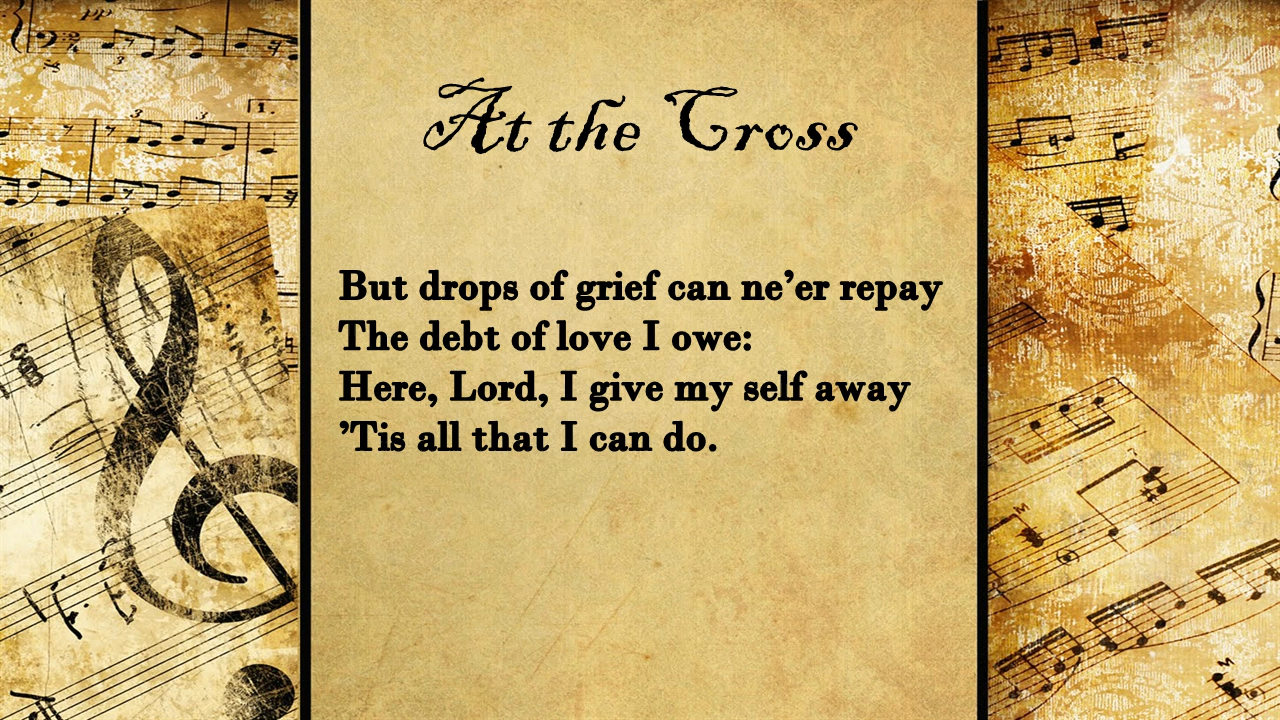 At the Cross
But drops of grief can ne’er repay
The debt of love I owe:
Here, Lord, I give my self away
’Tis all that I can do.